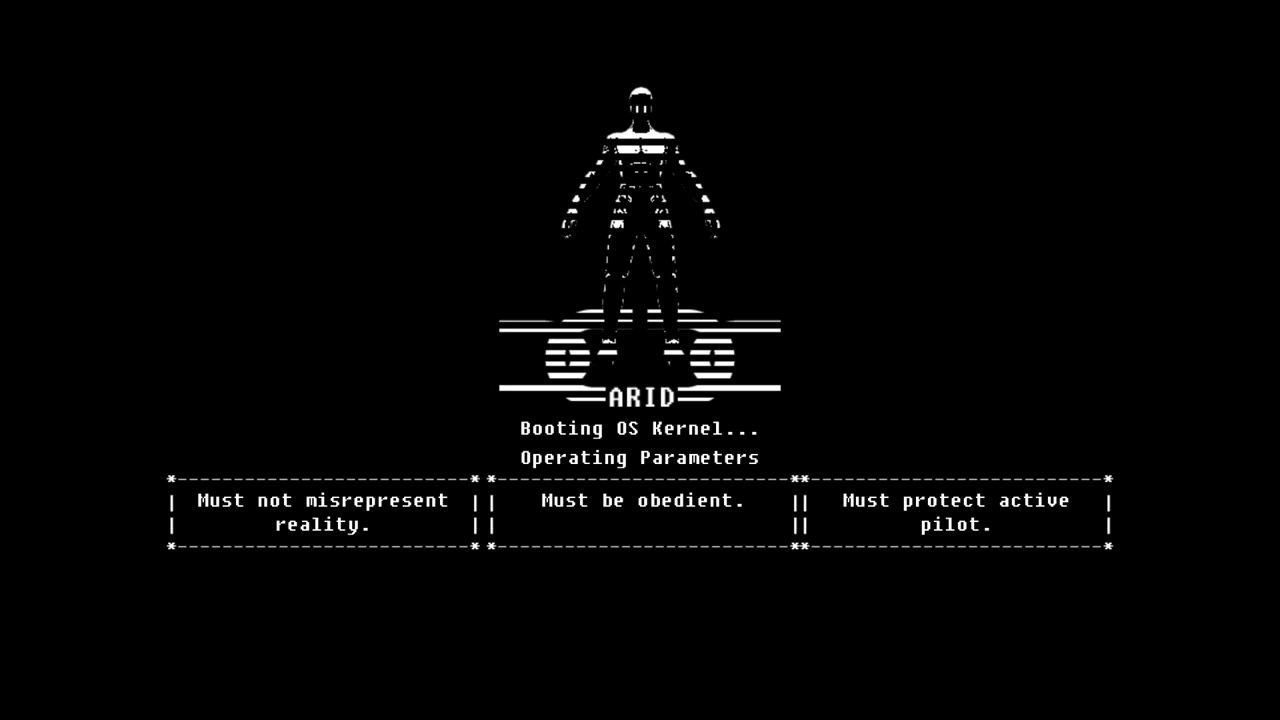 ARID
Booting OS Kernel...
Operating Parameters
Must not misrepresent
reality.
Must be obedient.
Must protect active
pilot.